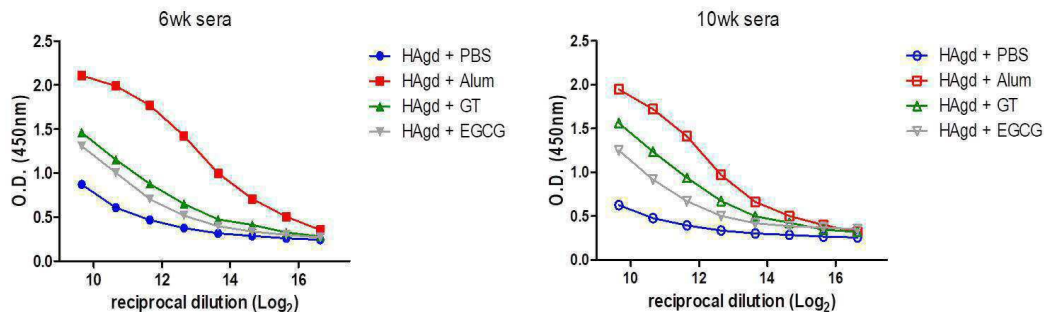 6wk sera
2.5
2.0
1.5
1.0
0.5
0.0
O.D. (450nm)
10 12 14 16
reciprocal dilution (Log2)
HAgd + PBS
HAgd + Alum
HAgd + GT
HAgd + EGCG
10wk sera
2.5
2.0
1.5
1.0
0.5
0.0
O.D. (450nm)
10 12 14 16
reciprocal dilution (Log2)
HAgd + PBS
HAgd + Alum
HAgd + GT
HAgd + EGCG